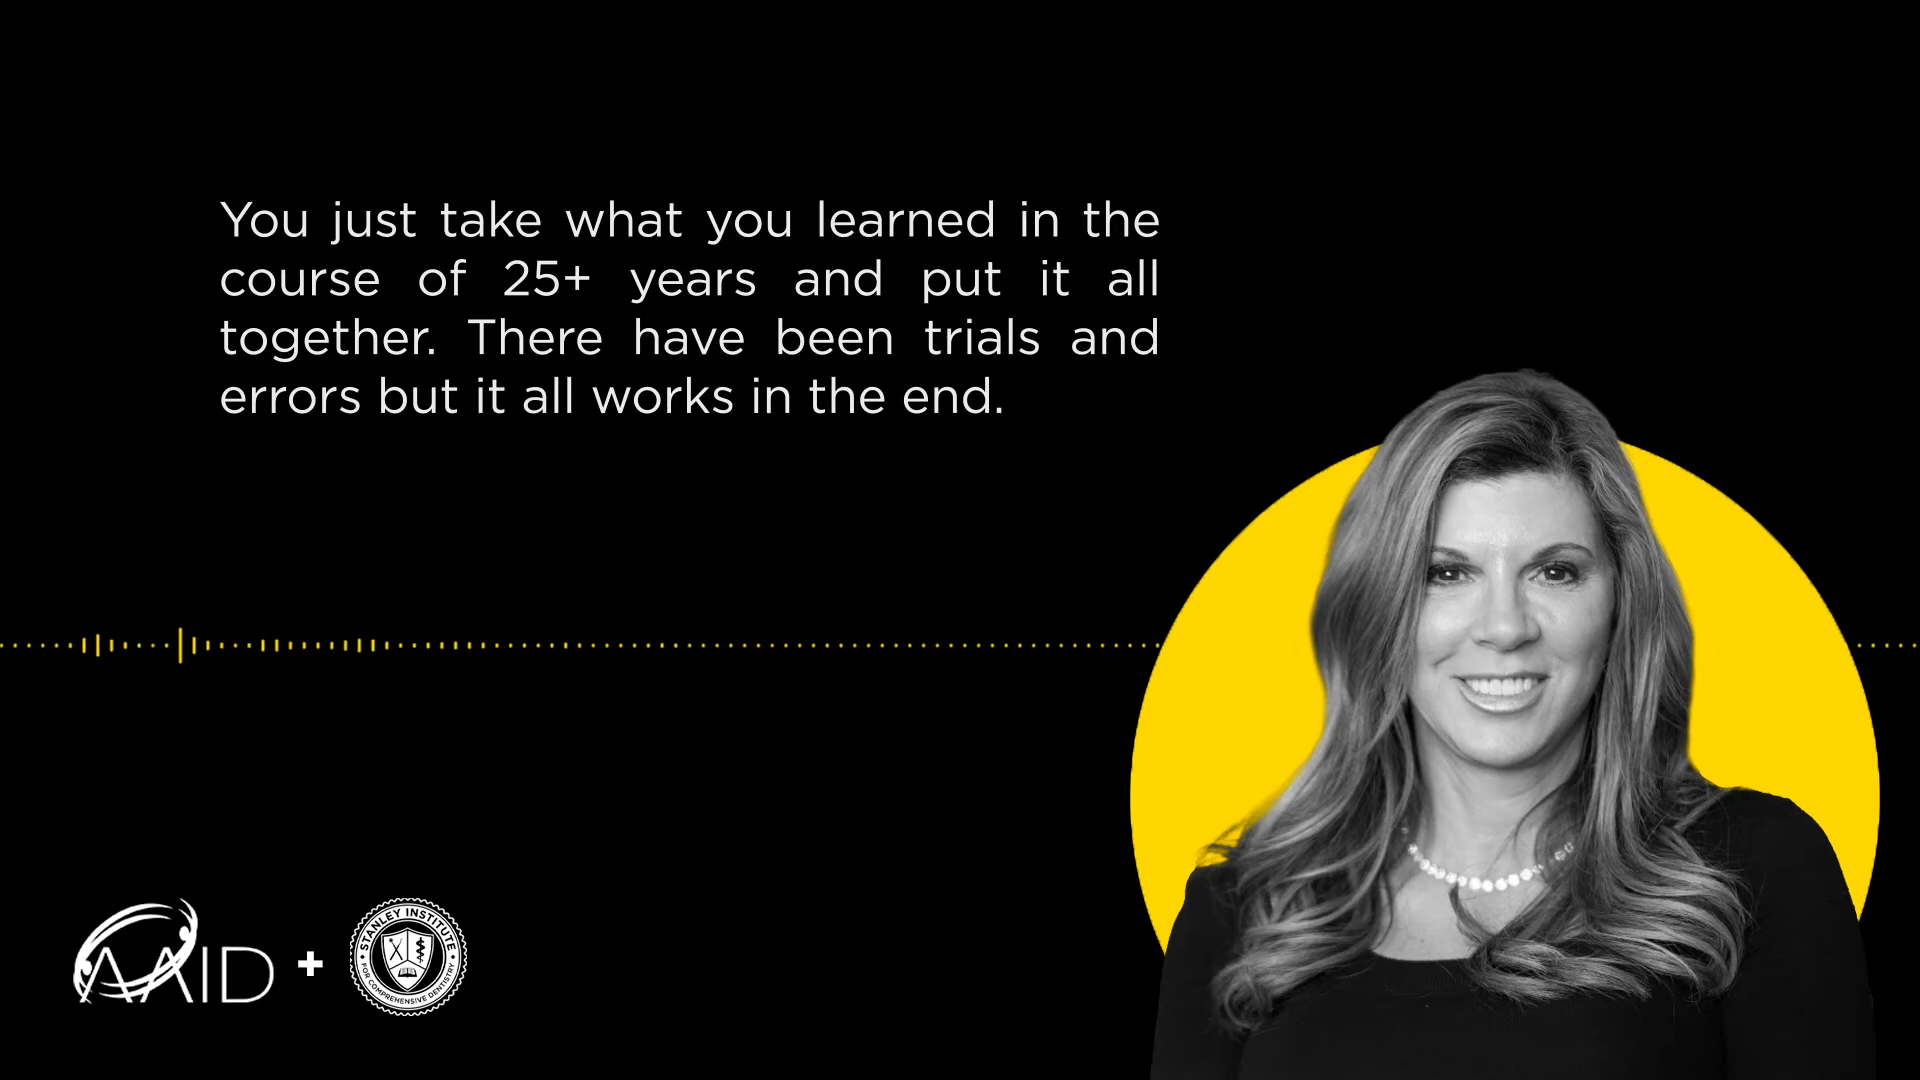 You just take what you learned in the
course of 25+ years and put it all
together. There have been trials and
errors but it all works in the end.
AAID
+
STANLEY INSTITUTE
FOR COMPREHENSIVE DENTISTRY